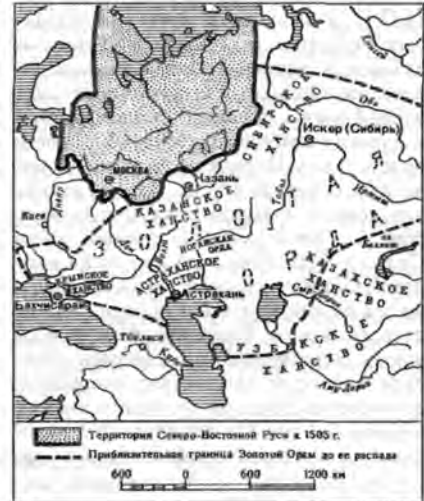 Обь
СИБИРСКОЕ ХАНСТВО
Искер (Сибирь)
МОСКВА
Казань
КАЗАНСКОЕ
ХАНСТВО
Тобол
Иртыш
Киев
Днепр
Дон
Волга
НОГАЙСКАЯ
ОРДА
ЗОЛОТАЯ ОРДА
оз.
Балхаш
АСТРАХАНСКОЕ
ХАНСТВО
КАЗАХСКОЕ
ХАНСТВО
КРЫМСКОЕ
ХАНСТВО
Бахчисарай
Астрахань
Сыр-Дарья
Тбилиси
Кура
УЗБЕКСКОЕ
ХАНСТВО
Аму-Дарья
Территория Северо-Восточной Руси к 1505 г.
Приблизительная граница Золотой Орды до ее распада
600 0 600 1200 км